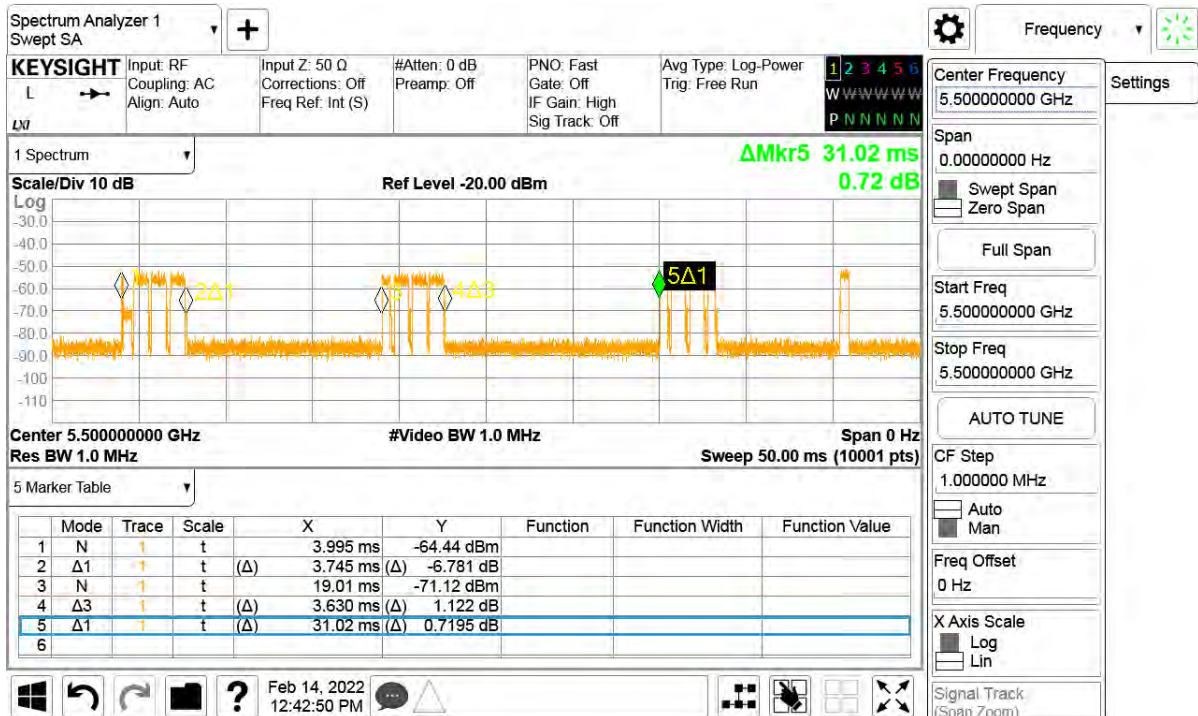 Spectrum Analyzer 1
Swept SA
+
Frequency
KEYSIGHT
L
LXI
Input: RF
Coupling: AC
Align: Auto
Input Z: 50 Ω
Corrections: Off
Freq Ref: Int (S)
#Atten: 0 dB
Preamp: Off
PNO: Fast
Gate: Off
IF Gain: High
Sig Track: Off
Avg Type: Log-Power
Trig: Free Run
1 2 3 4 5 6
W W W W W W
P N N N N N
Center Frequency
5.500000000 GHz
Settings
Span
0.00000000 Hz
Swept Span
Zero Span
Full Span
Start Freq
5.500000000 GHz
Stop Freq
5.500000000 GHz
AUTO TUNE
CF Step
1.000000 MHz
Auto
Man
Freq Offset
0 Hz
X Axis Scale
Log
Lin
Signal Track
(Span Zoom)
1 Spectrum
ΔMkr5 31.02 ms
0.72 dB
Scale/Div 10 dB
Ref Level -20.00 dBm
Log
-30.0
-40.0
-50.0
-60.0
-70.0
-80.0
-90.0
-100
-110
2Δ1
4Δ3
5Δ1
Center 5.500000000 GHz
#Video BW 1.0 MHz
Span 0 Hz
Res BW 1.0 MHz
Sweep 50.00 ms (10001 pts)
5 Marker Table
Mode Trace Scale X Y Function Function Width Function Value
1 N 1 t 3.995 ms -64.44 dBm
2 Δ1 1 t (Δ) 3.745 ms (Δ) -6.781 dB
3 N 1 t 19.01 ms -71.12 dBm
4 Δ3 1 t (Δ) 3.630 ms (Δ) 1.122 dB
5 Δ1 1 t (Δ) 31.02 ms (Δ) 0.7195 dB
6
?
Feb 14, 2022
12:42:50 PM